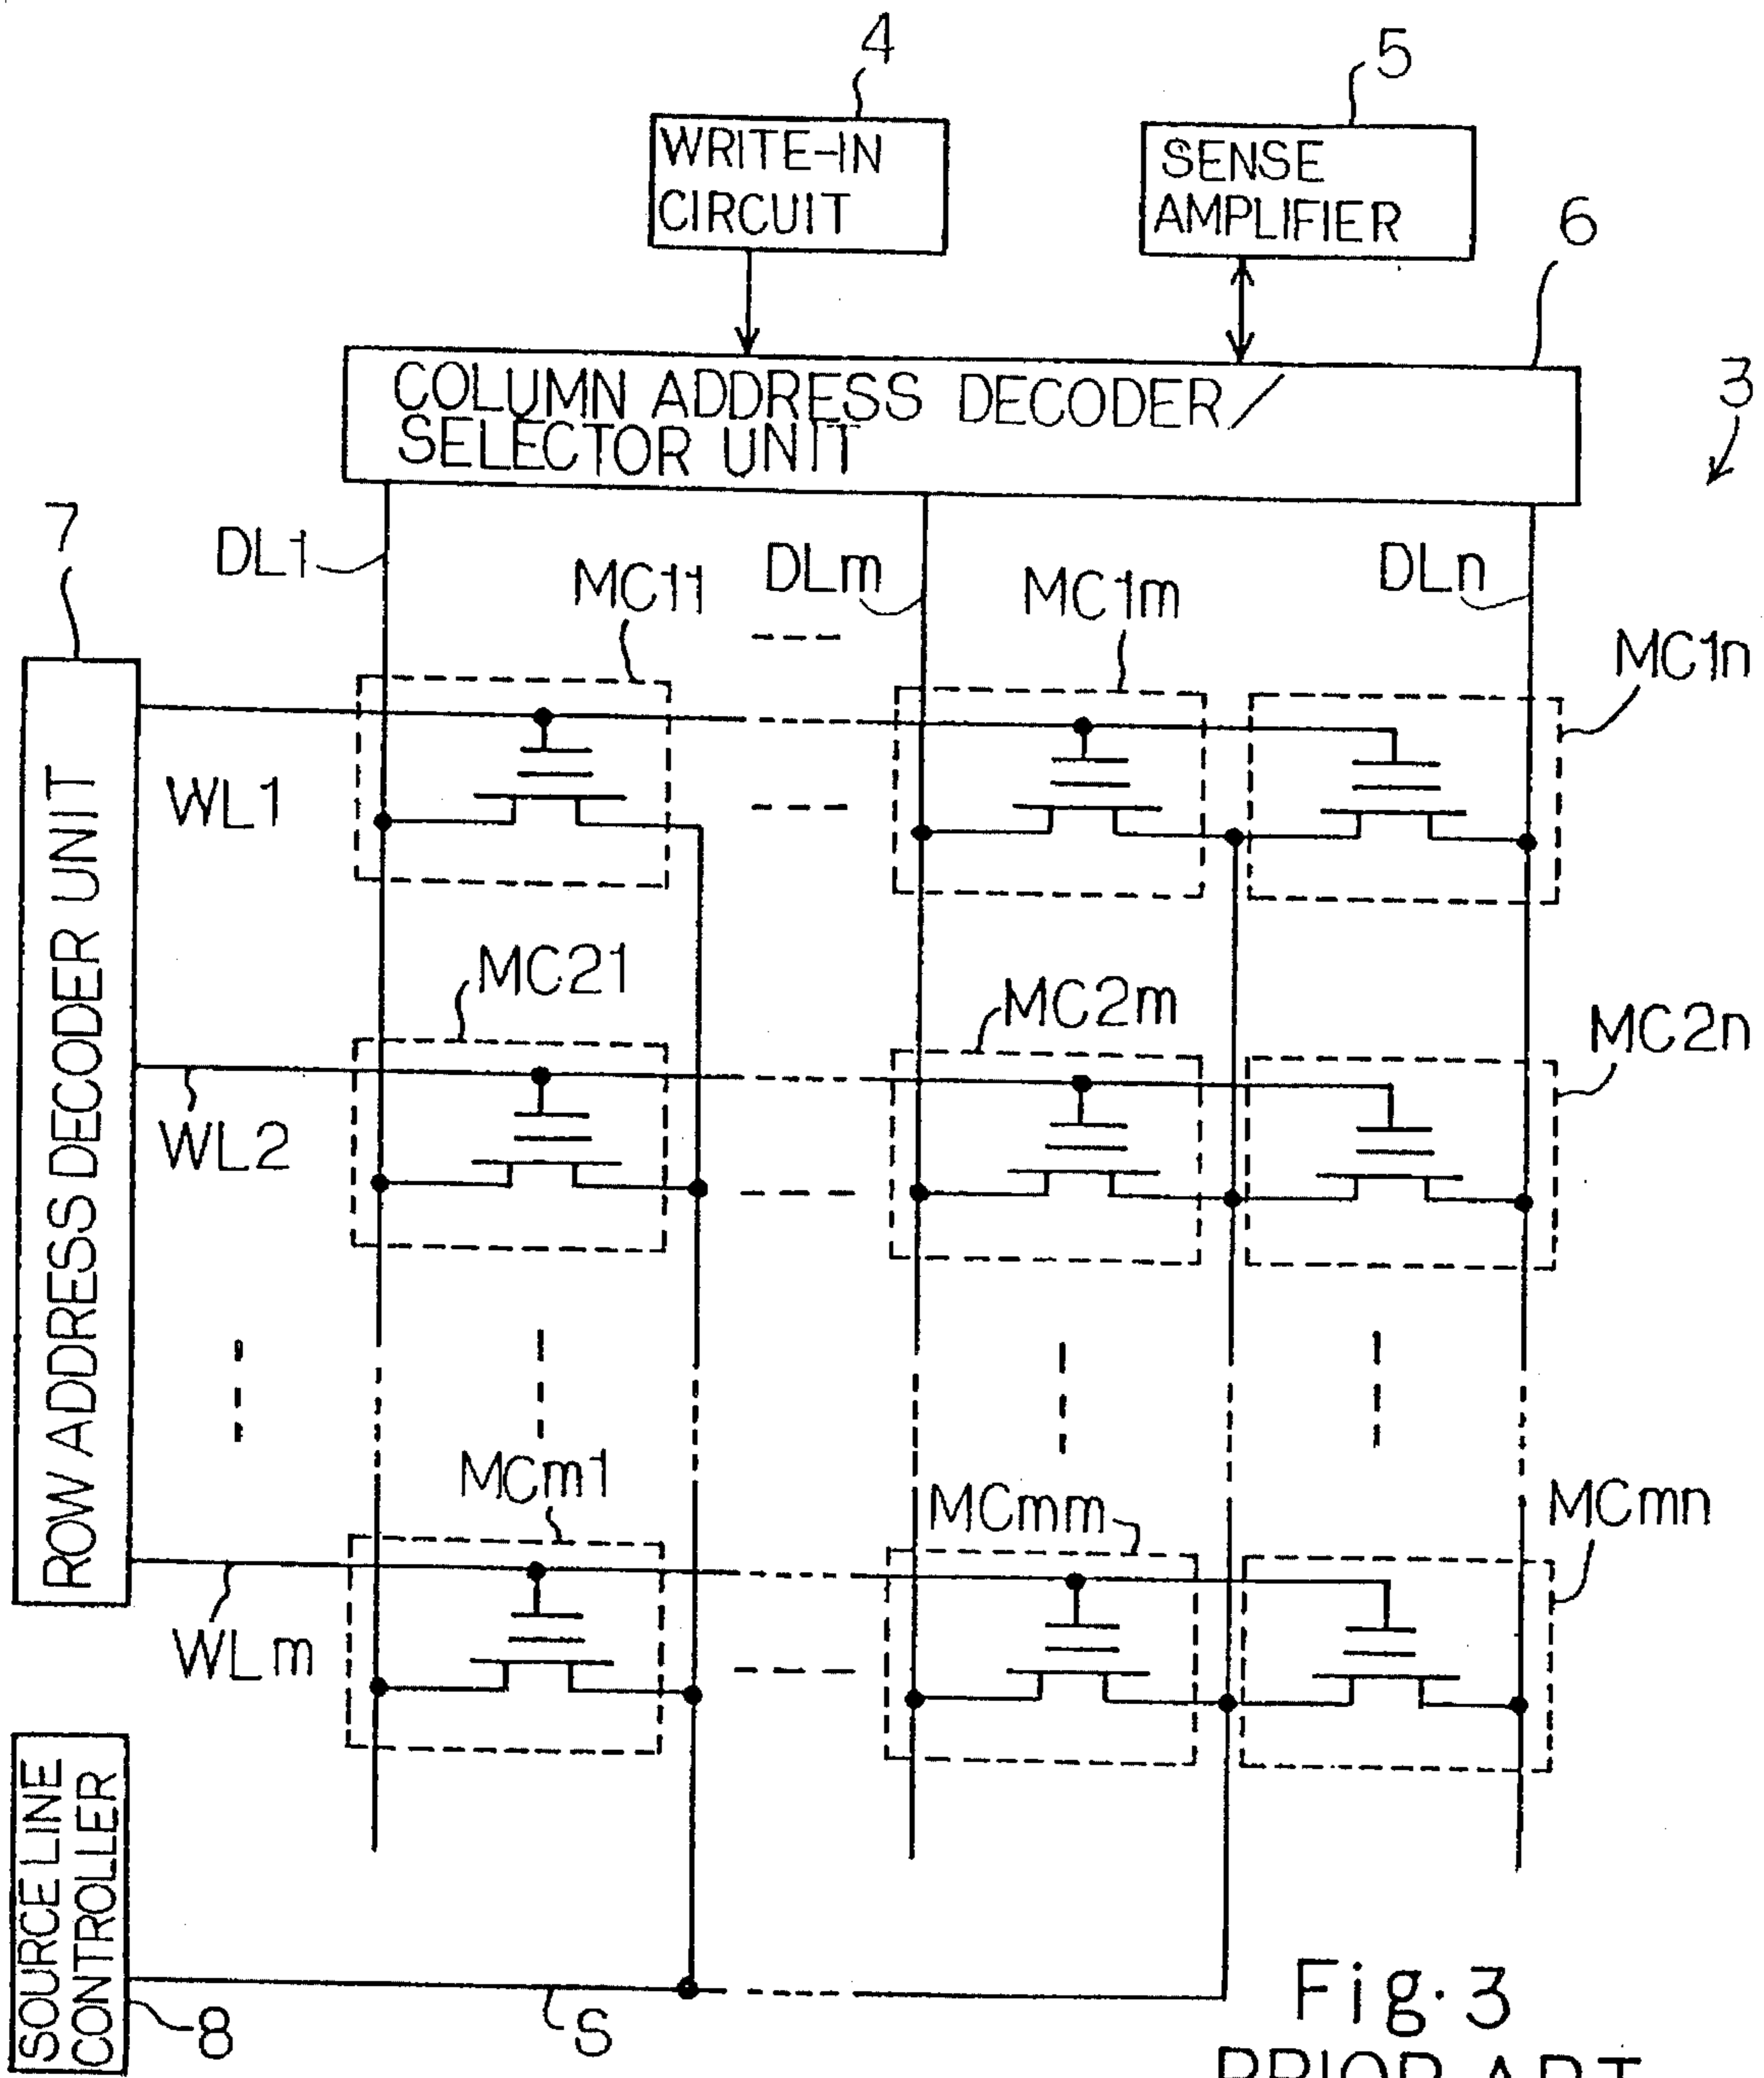 4
5
WRITE-IN
CIRCUIT
SENSE
AMPLIFIER
6
3
COLUMN ADDRESS DECODER/
SELECTOR UNIT
7
DL1
MC11
DLm
MC1m
DLn
MC1n
WL1
ROW ADDRESS DECODER UNIT
MC21
MC2m
MC2n
WL2
MCm1
MCmm
MCmn
WLm
SOURCE LINE
CONTROLLER
8
S
Fig. 3
PRIOR ART